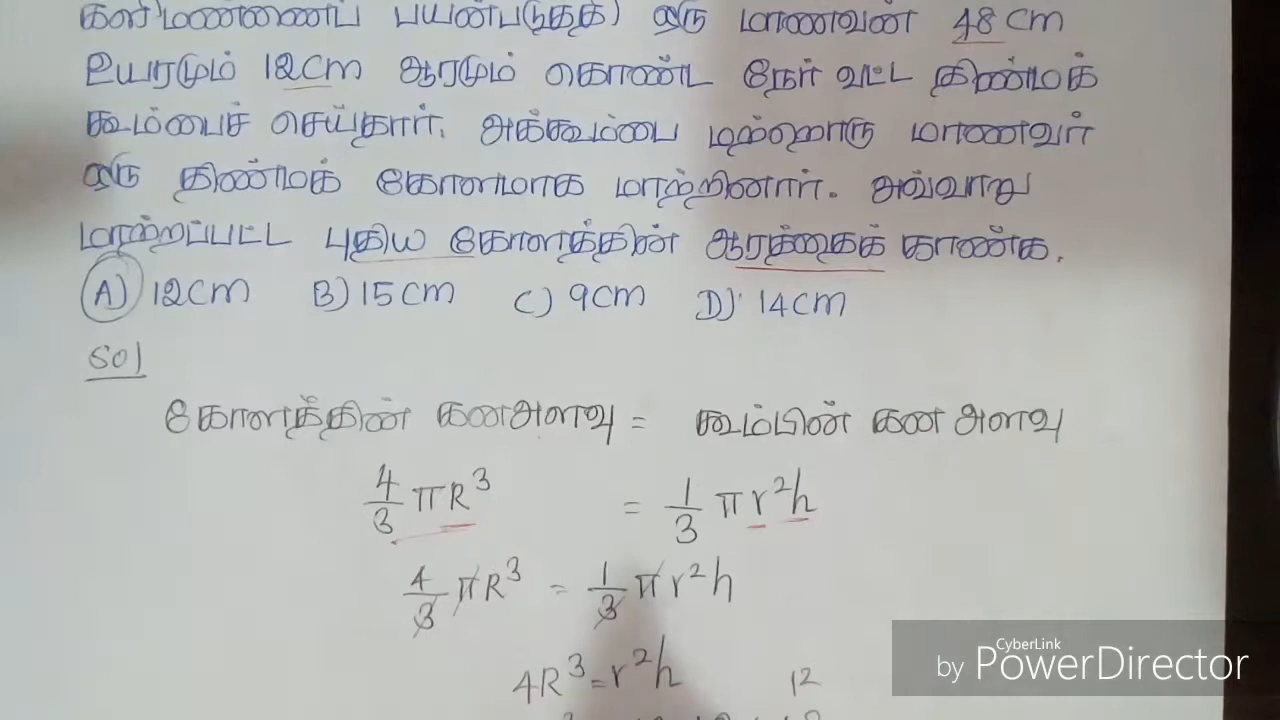 களிமண்ணைப் பயன்படுத்தி ஒரு மாணவன் 48cm
உயரமும் 12cm ஆரமும் கொண்ட நேர் வட்ட திண்மக்
கூம்பைச் செய்தார். அக்கூம்பை மற்றொரு மாணவர்
ஒரு திண்மக் கோளமாக மாற்றினார். அவ்வாறு
மாற்றப்பட்ட புதிய கோளத்தின் ஆரத்தைக் காண்க.
A) 12cm B) 15cm C) 9cm D) 14cm
Sol
கோளத்தின் கனஅளவு = கூம்பின் கனஅளவு
4/3 πR³ = 1/3 πr²h
4/3 πR³ = 1/3 πr²h
4R³ = r²h 12
CyberLink
by PowerDirector